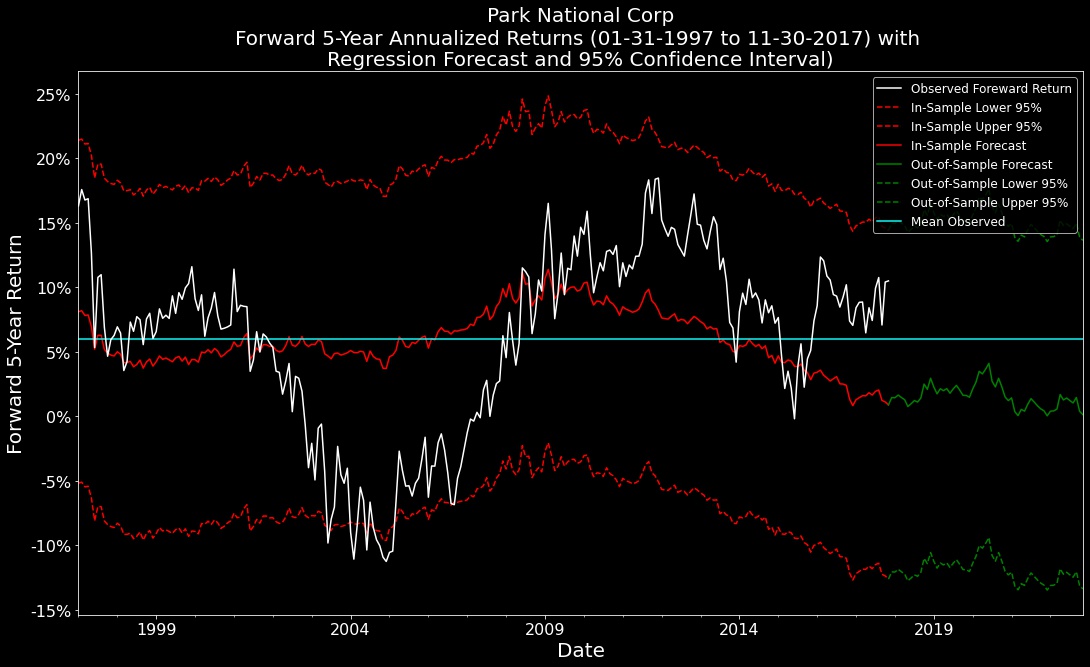 Park National Corp
Forward 5-Year Annualized Returns (01-31-1997 to 11-30-2017) with
Regression Forecast and 95% Confidence Interval)
Observed Foreward Return
In-Sample Lower 95%
In-Sample Upper 95%
In-Sample Forecast
Out-of-Sample Forecast
Out-of-Sample Lower 95%
Out-of-Sample Upper 95%
Mean Observed
Forward 5-Year Return
25%
20%
15%
10%
5%
0%
-5%
-10%
-15%
1999
2004
2009
2014
2019
Date